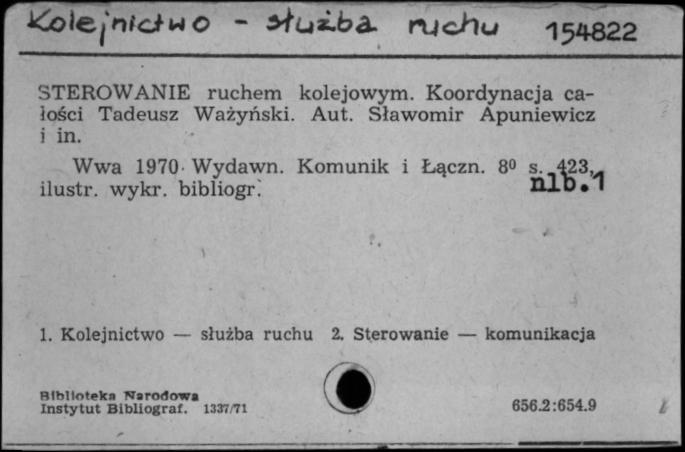 Kolejnictwo - służba ruchu 154822
STEROWANIE ruchem kolejowym. Koordynacja ca-
łości Tadeusz Ważyński. Aut. Sławomir Apuniewicz
i in.
Wwa 1970 Wydawn. Komunik i Łączn. 8⁰ s. 423,
ilustr. wykr. bibliogr. nlb.1
1. Kolejnictwo — służba ruchu 2. Sterowanie — komunikacja
Biblioteka Narodowa
Instytut Bibliograf. 1337/71 656.2:654.9